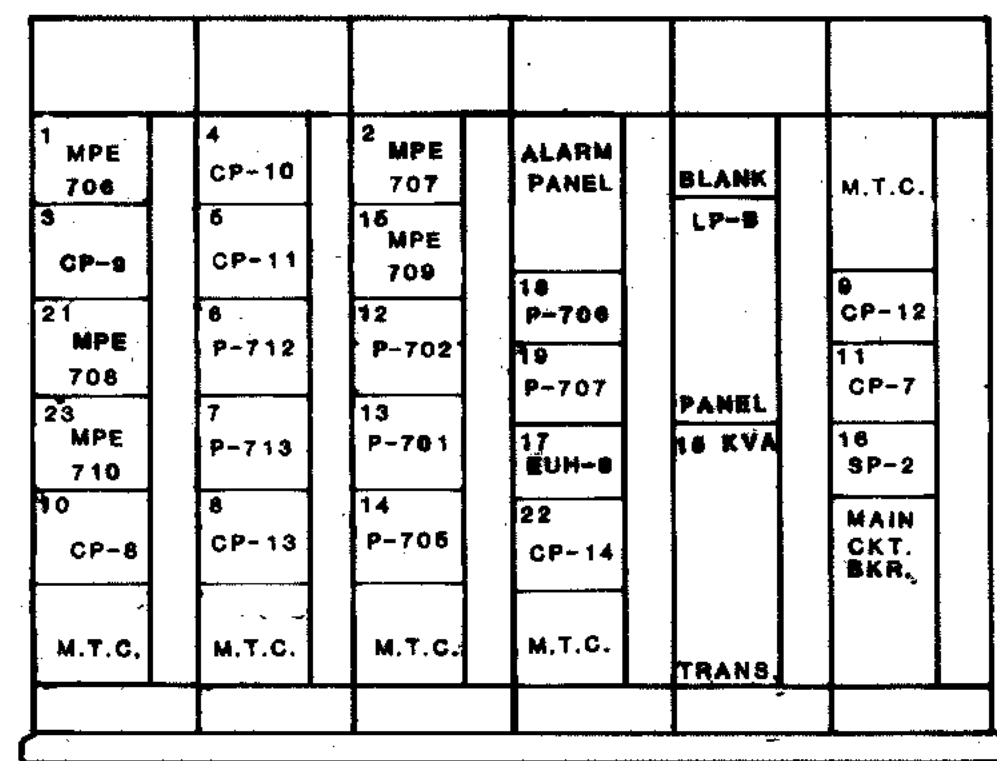 1
MPE
706
3
CP-9
21
MPE
708
23
MPE
710
10
CP-8
M.T.C.
4
CP-10
5
CP-11
6
P-712
7
P-713
8
CP-13
M.T.C.
2
MPE
707
15
MPE
709
12
P-702
13
P-701
14
P-705
M.T.C.
ALARM
PANEL
18
P-706
19
P-707
17
EUH-8
22
CP-14
M.T.C.
BLANK
LP-B
PANEL
15 KVA
TRANS.
M.T.C.
9
CP-12
11
CP-7
16
SP-2
MAIN
CKT.
BKR.